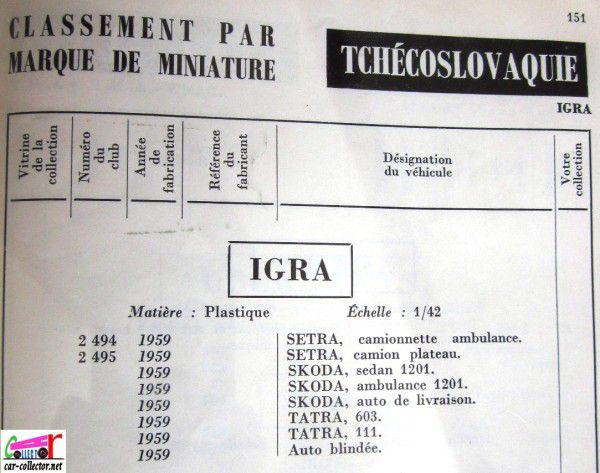 151
CLASSEMENT PAR
MARQUE DE MINIATURE
TCHÉCOSLOVAQUIE
IGRA
Vitrine de la collection
Numéro du club
Année de fabrication
Référence du fabricant
Désignation du véhicule
Votre collection
IGRA
Matière : Plastique Échelle : 1/42
2 494 1959 SETRA, camionnette ambulance.
2 495 1959 SETRA, camion plateau.
1959 SKODA, sedan 1201.
1959 SKODA, ambulance 1201.
1959 SKODA, auto de livraison.
1959 TATRA, 603.
1959 TATRA, 111.
1959 Auto blindée.
car-collector.net